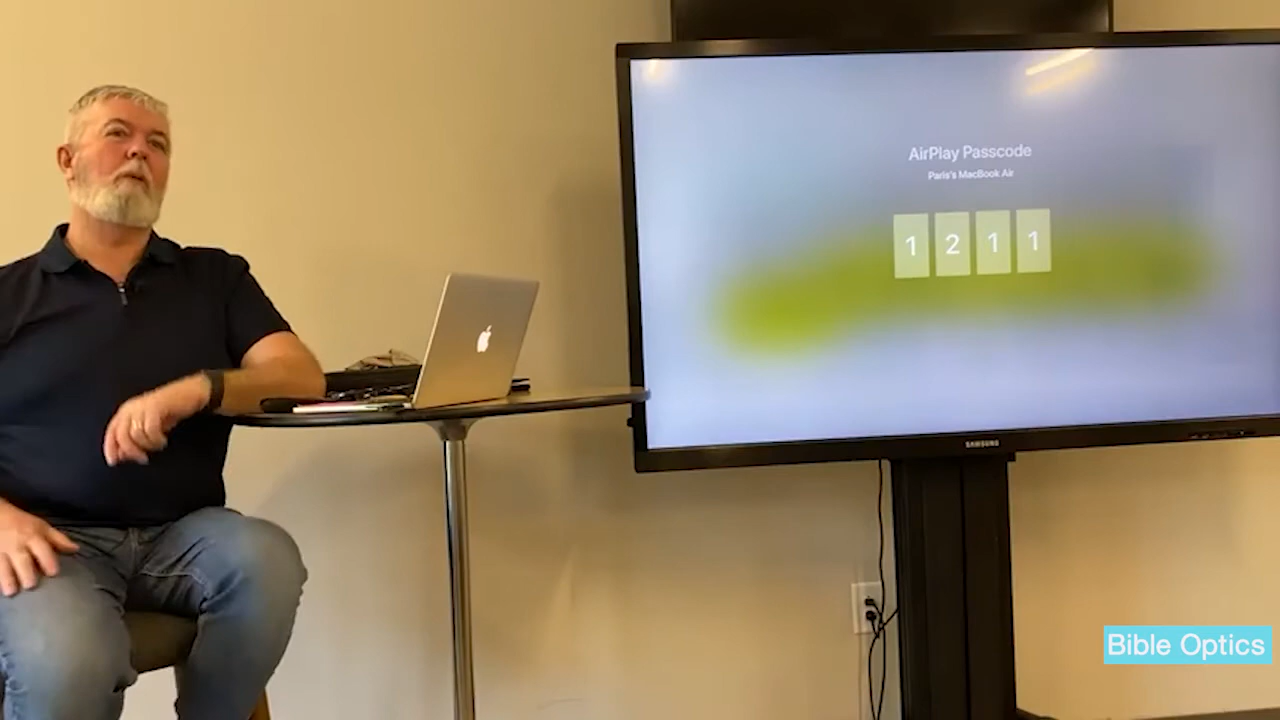 AirPlay Passcode
Paris's MacBook Air
1 2 1 1
SAMSUNG
Bible Optics